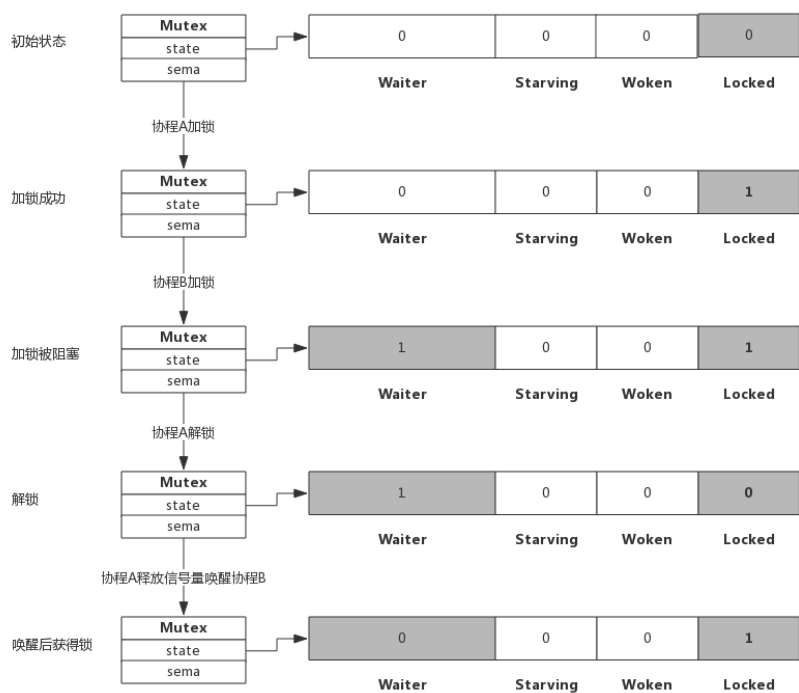 初始状态
Mutex
state
sema
0 0 0 0
Waiter Starving Woken Locked
协程A加锁
加锁成功
Mutex
state
sema
0 0 0 1
Waiter Starving Woken Locked
协程B加锁
加锁被阻塞
Mutex
state
sema
1 0 0 1
Waiter Starving Woken Locked
协程A解锁
解锁
Mutex
state
sema
1 0 0 0
Waiter Starving Woken Locked
协程A释放信号量唤醒协程B
唤醒后获得锁
Mutex
state
sema
0 0 0 1
Waiter Starving Woken Locked